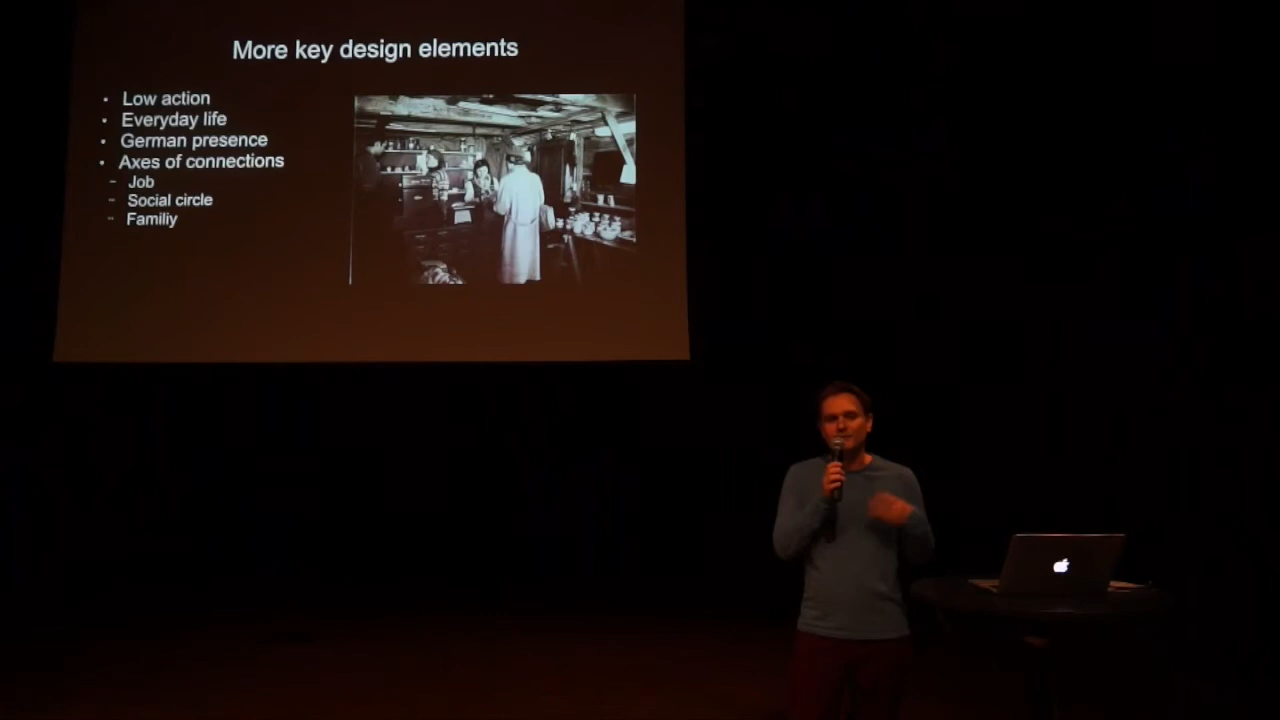 More key design elements
• Low action
• Everyday life
• German presence
• Axes of connections
– Job
– Social circle
– Familiy